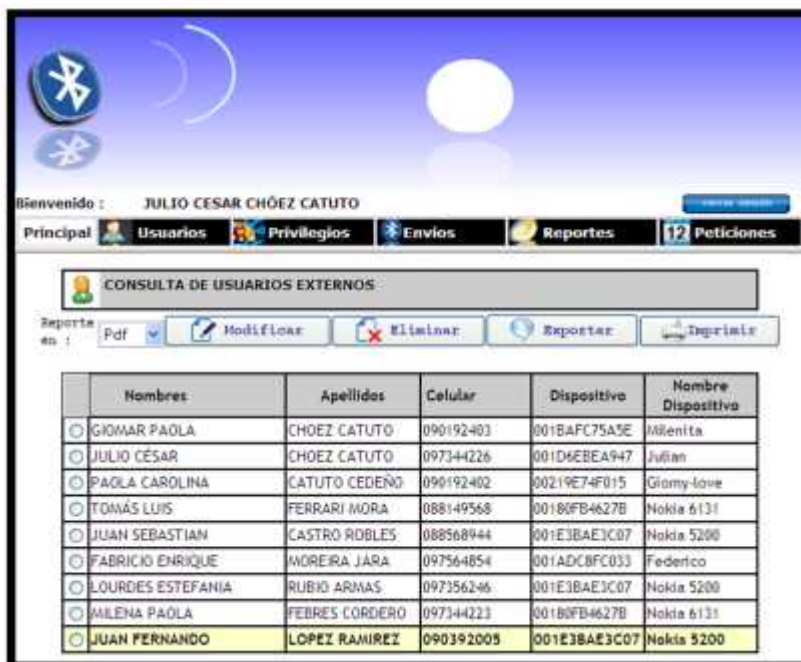 Bienvenido : JULIO CESAR CHÓEZ CATUTO
Principal Usuarios Privilegios Envíos Reportes 12 Peticiones
CONSULTA DE USUARIOS EXTERNOS
Reporte en : Pdf Modificar Eliminar Exportar Imprimir
Nombres Apellidos Celular Dispositivo Nombre Dispositivo
GIOMAR PAOLA CHOEZ CATUTO 090192403 001BAFC75A5E Milenita
JULIO CÉSAR CHOEZ CATUTO 097344226 001D6EBEA947 Julian
PAOLA CAROLINA CATUTO CEDEÑO 090192402 00219E74F015 Giomy-love
TOMÁS LUIS FERRARI MORA 088149568 00180FB4627B Nokia 6131
JUAN SEBASTIAN CASTRO ROBLES 088568944 001E3BAE3C07 Nokia 5200
FABRICIO ENRIQUE MOREIRA JARA 097564854 001ADC8FC033 Federico
LOURDES ESTEFANIA RUBIO ARMAS 097356246 001E3BAE3C07 Nokia 5200
MILENA PAOLA FEBRES CORDERO 097344223 00180FB4627B Nokia 6131
JUAN FERNANDO LOPEZ RAMIREZ 090392005 001E3BAE3C07 Nokia 5200